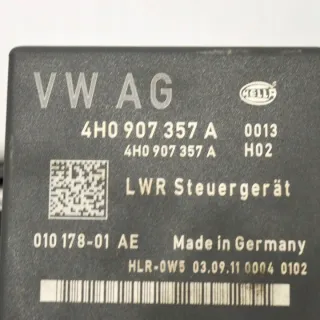 VW AG
HELLA
4H0 907 357 A 0013
4H0 907 357 A H02
LWR Steuergerät
010 178-01 AE Made in Germany
HLR-0W5 03.09.11 0004 0102